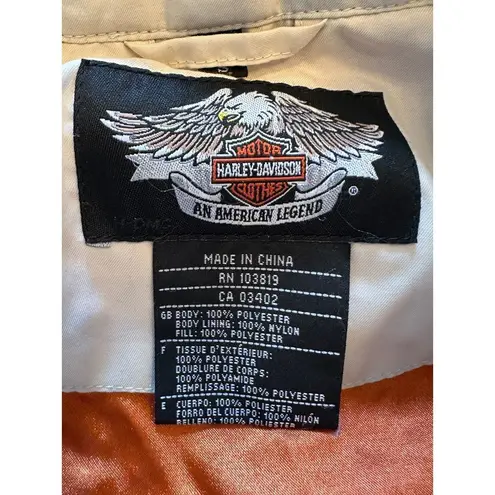 MOTOR
HARLEY-DAVIDSON
CLOTHES
AN AMERICAN LEGEND
®
MADE IN CHINA
RN 103819
CA 03402
GB BODY: 100% POLYESTER
BODY LINING: 100% NYLON
FILL: 100% POLYESTER
F TISSUE D'EXTÉRIEUR:
100% POLYESTER
DOUBLURE DE CORPS:
100% POLYAMIDE
REMPLISSAGE: 100% POLYESTER
E CUERPO: 100% POLIESTER
FORRO DEL CUERPO: 100% NILÓN
RELLENO: 100% POLIESTER